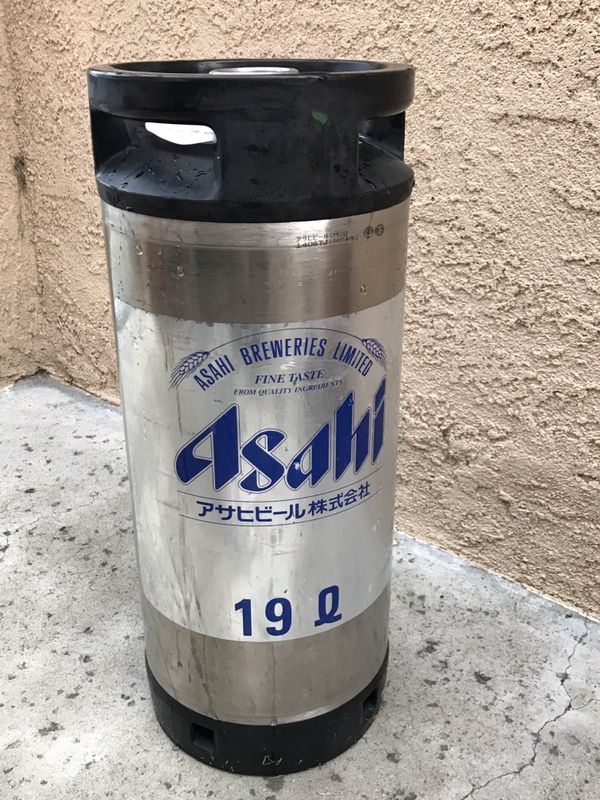 ASAHI BREWERIES LIMITED
FINE TASTE
FROM QUALITY INGREDIENTS
Asahi
アサヒビール株式会社
19ℓ